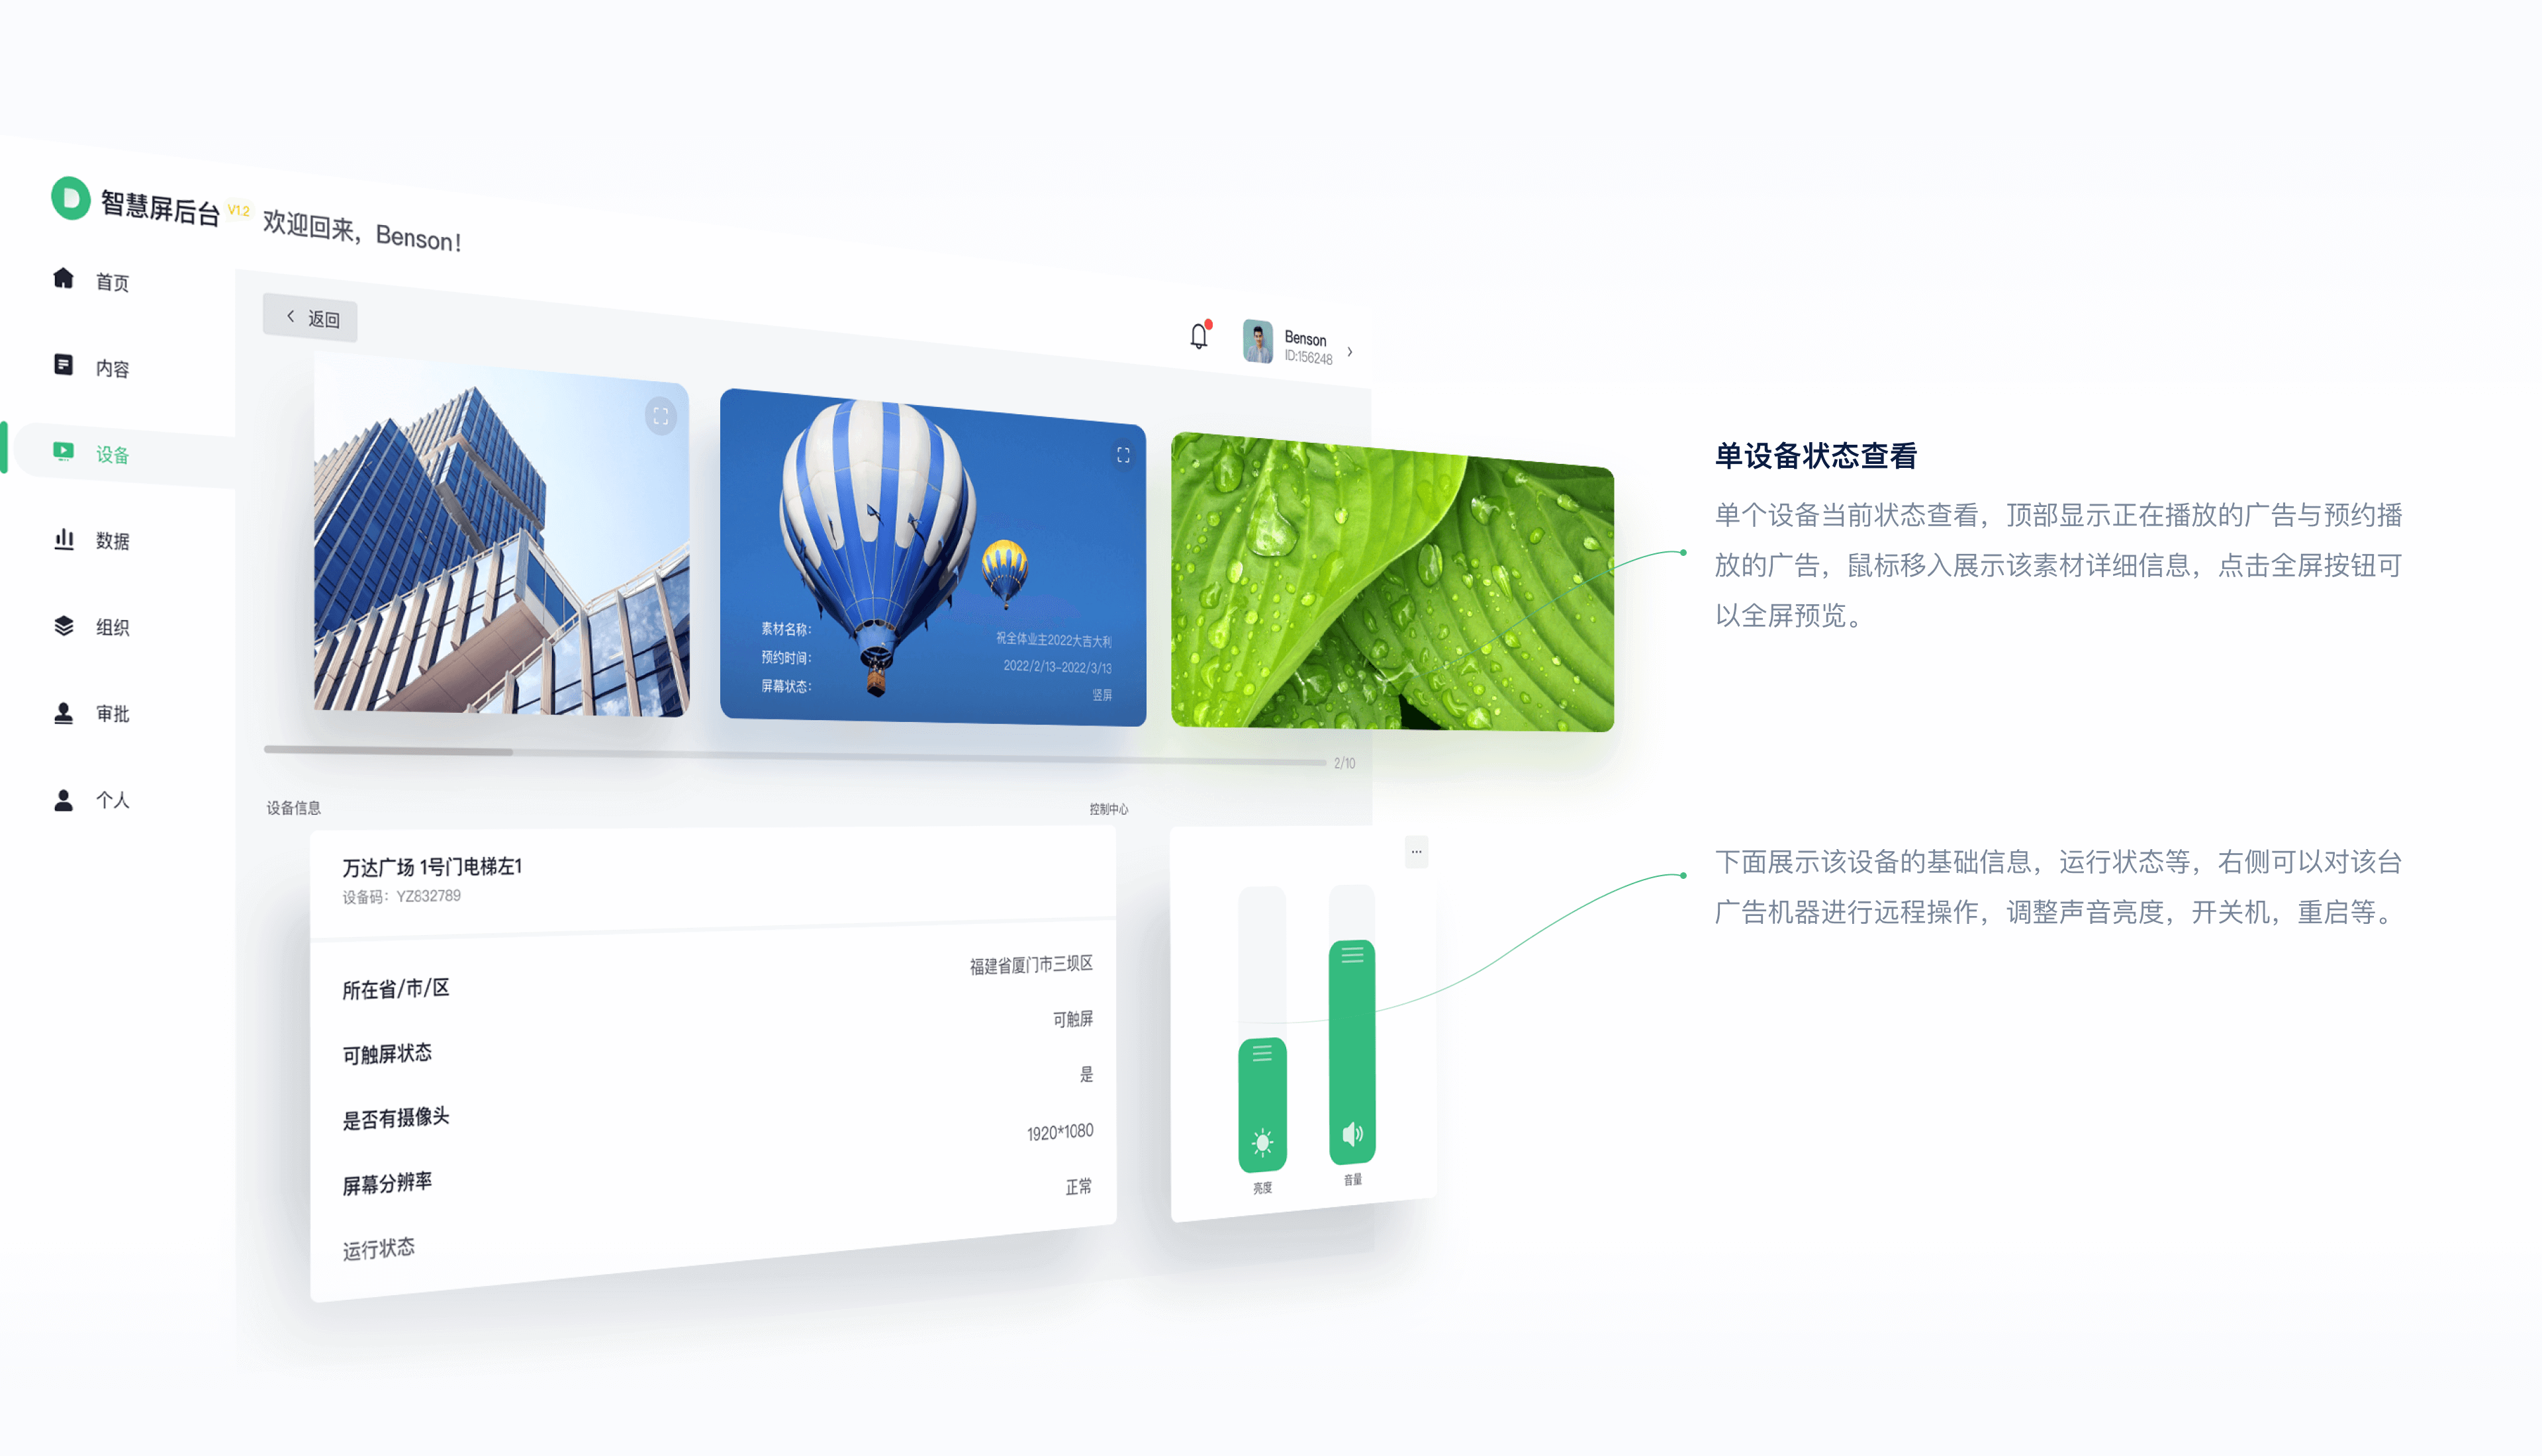 智慧屏后台 V1.2
欢迎回来，Benson！
首页
内容
设备
数据
组织
审批
个人
返回
Benson
ID:156248
素材名称：
祝全体业主2022大吉大利
预约时间：
2022/2/13-2022/3/13
屏幕状态：
竖屏
2/10
设备信息
控制中心
万达广场 1号门电梯左1
设备码：YZ832789
所在省/市/区
福建省厦门市三坝区
可触屏状态
可触屏
是否有摄像头
是
屏幕分辨率
1920*1080
运行状态
正常
亮度
音量
单设备状态查看
单个设备当前状态查看，顶部显示正在播放的广告与预约播
放的广告，鼠标移入展示该素材详细信息，点击全屏按钮可
以全屏预览。
下面展示该设备的基础信息，运行状态等，右侧可以对该台
广告机器进行远程操作，调整声音亮度，开关机，重启等。